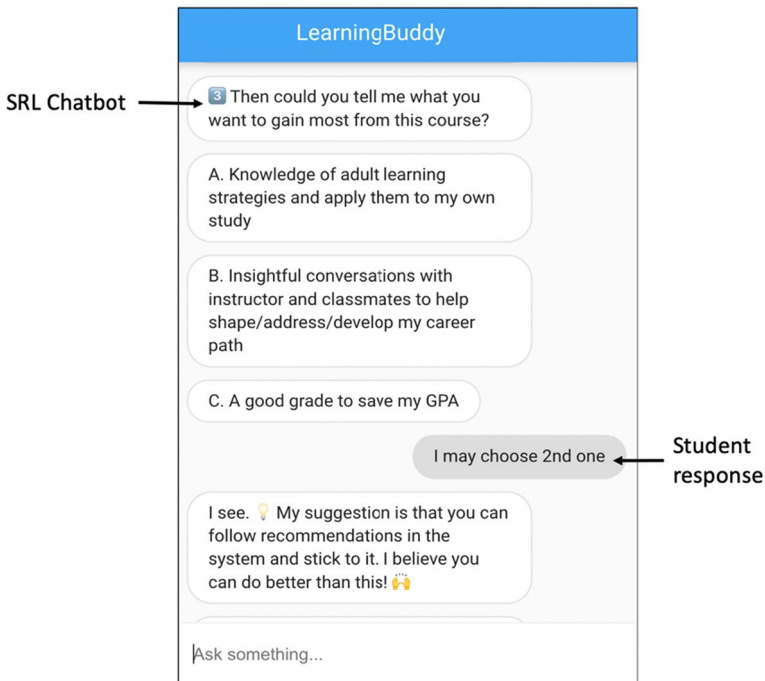 LearningBuddy
SRL Chatbot
3️⃣ Then could you tell me what you
want to gain most from this course?
A. Knowledge of adult learning
strategies and apply them to my own
study
B. Insightful conversations with
instructor and classmates to help
shape/address/develop my career
path
C. A good grade to save my GPA
I may choose 2nd one
Student
response
I see. 💡 My suggestion is that you can
follow recommendations in the
system and stick to it. I believe you
can do better than this! 🙌
Ask something...